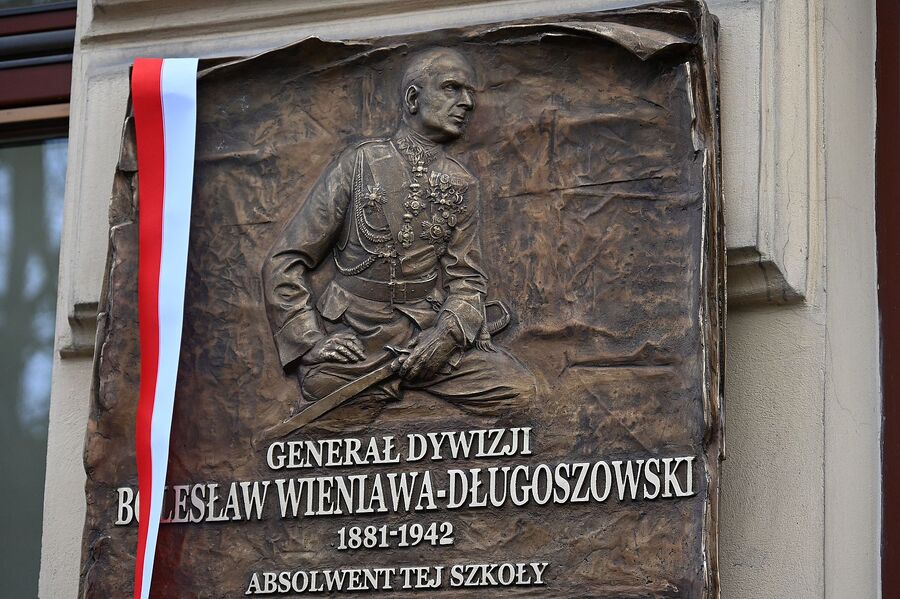 GENERAŁ DYWIZJI
BOLESŁAW WIENIAWA-DŁUGOSZOWSKI
1881-1942
ABSOLWENT TEJ SZKOŁY